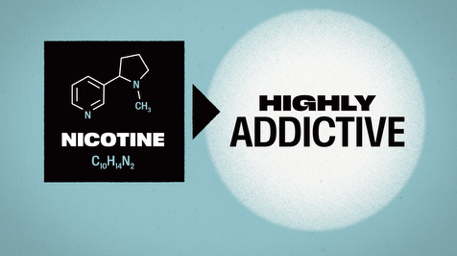 N
N
CH₃
NICOTINE
C₁₀H₁₄N₂
HIGHLY
ADDICTIVE